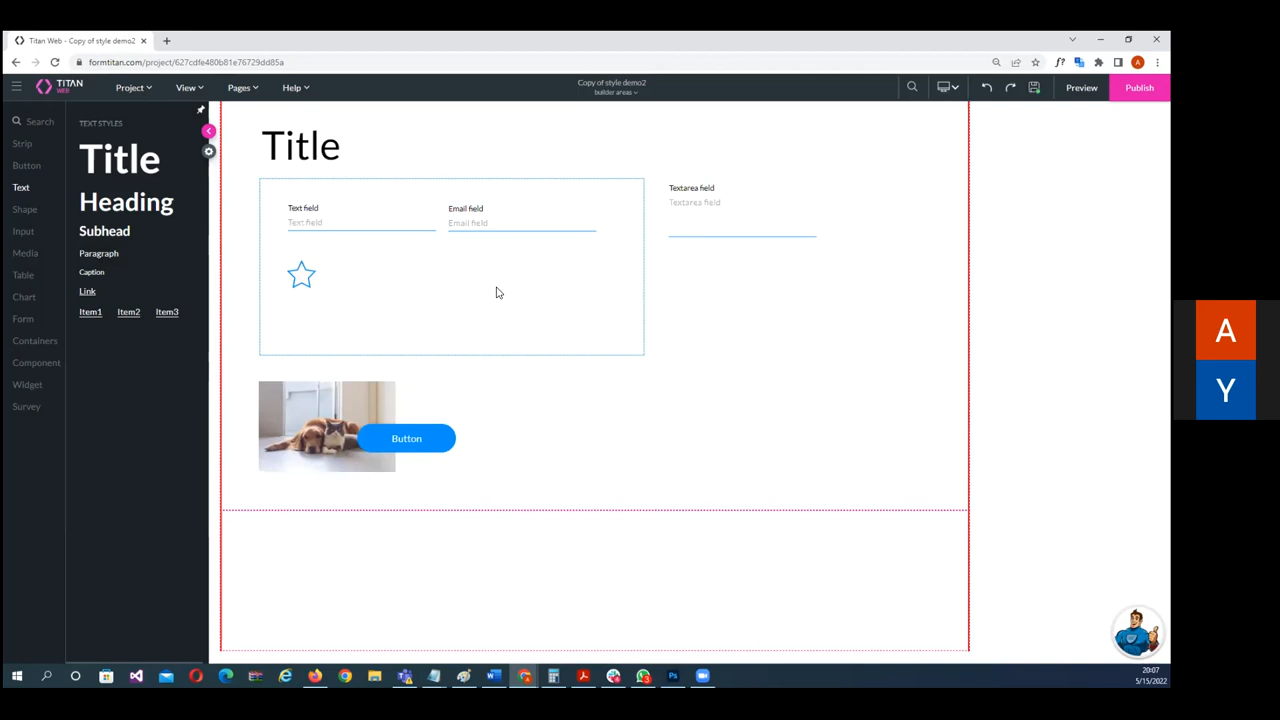 Titan Web - Copy of style demo2
formtitan.com/project/627cdfe480b81e76729dd85a
TITAN
WEB
Project
View
Pages
Help
Copy of style demo2
builder areas
Preview
Publish
Search
Strip
Button
Text
Shape
Input
Media
Table
Chart
Form
Containers
Component
Widget
Survey
TEXT STYLES
Title
Heading
Subhead
Paragraph
Caption
Link
Item1 Item2 Item3
Title
Text field
Text field
Email field
Email field
Textarea field
Textarea field
Button
A
Y
20:07
5/15/2022